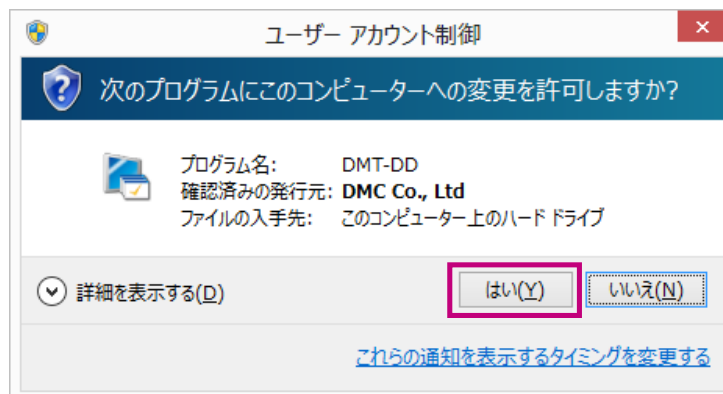 ユーザー アカウント制御
次のプログラムにこのコンピューターへの変更を許可しますか?
プログラム名: DMT-DD
確認済みの発行元: DMC Co., Ltd
ファイルの入手先: このコンピューター上のハード ドライブ
詳細を表示する(D) はい(Y) いいえ(N)
これらの通知を表示するタイミングを変更する